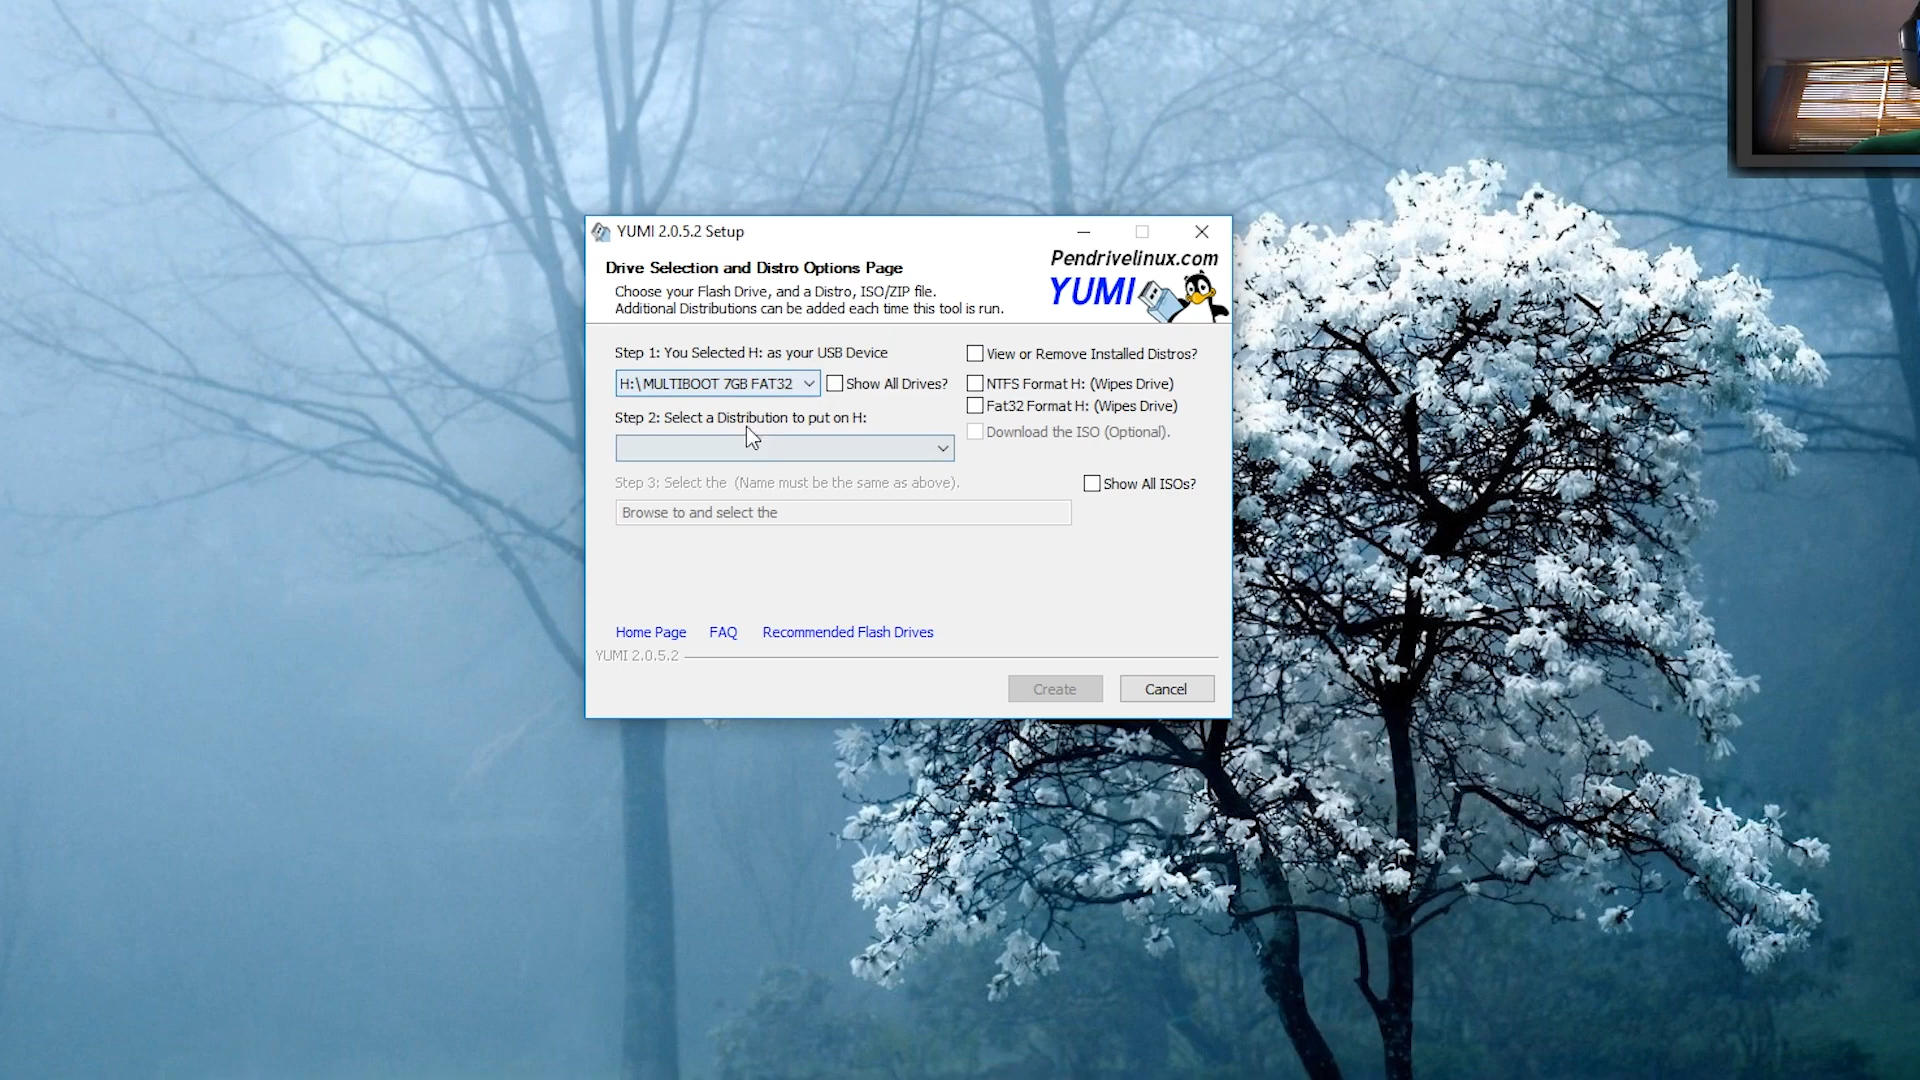 YUMI 2.0.5.2 Setup
Pendrivelinux.com
Drive Selection and Distro Options Page
YUMI
Choose your Flash Drive, and a Distro, ISO/ZIP file.
Additional Distributions can be added each time this tool is run.
Step 1: You Selected H: as your USB Device
View or Remove Installed Distros?
H:\ MULTIBOOT 7GB FAT32
Show All Drives?
NTFS Format H: (Wipes Drive)
Fat32 Format H: (Wipes Drive)
Step 2: Select a Distribution to put on H:
Download the ISO (Optional).
Step 3: Select the (Name must be the same as above).
Show All ISOs?
Browse to and select the
Home Page FAQ Recommended Flash Drives
YUMI 2.0.5.2
Create Cancel